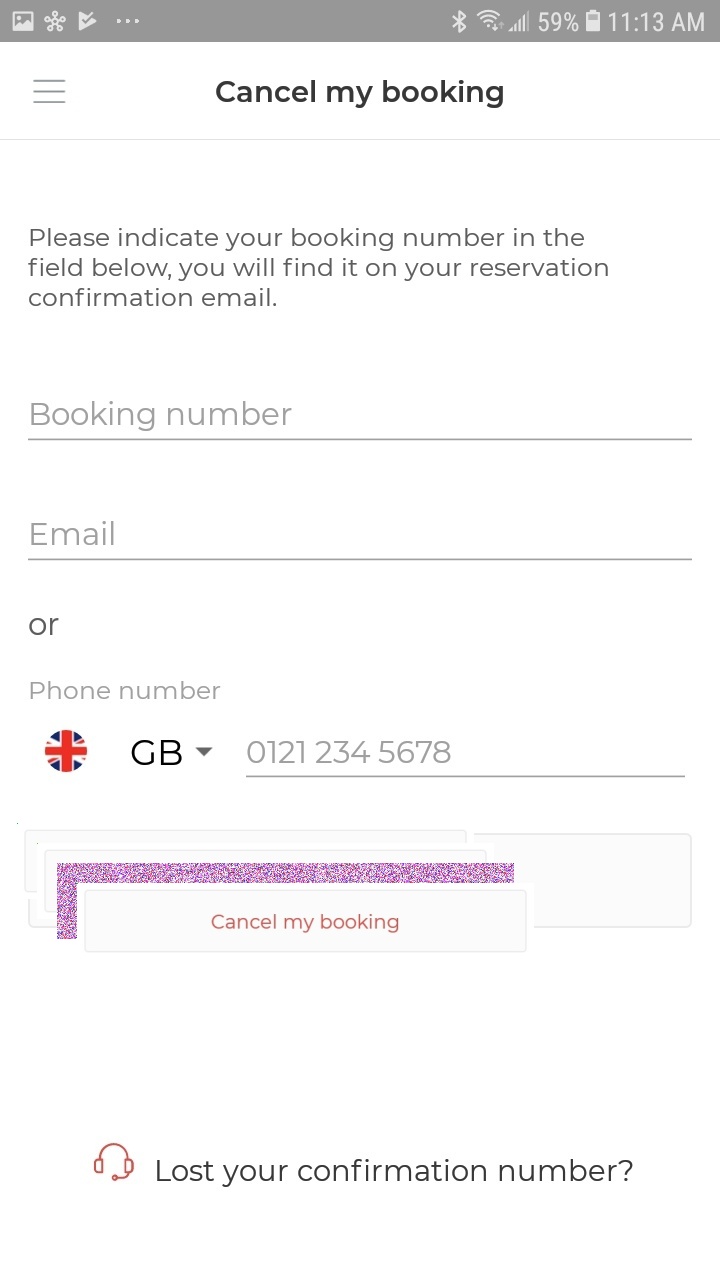 59% 11:13 AM
Cancel my booking
Please indicate your booking number in the
field below, you will find it on your reservation
confirmation email.
Booking number
Email
or
Phone number
GB 0121 234 5678
Cancel my booking
Lost your confirmation number?